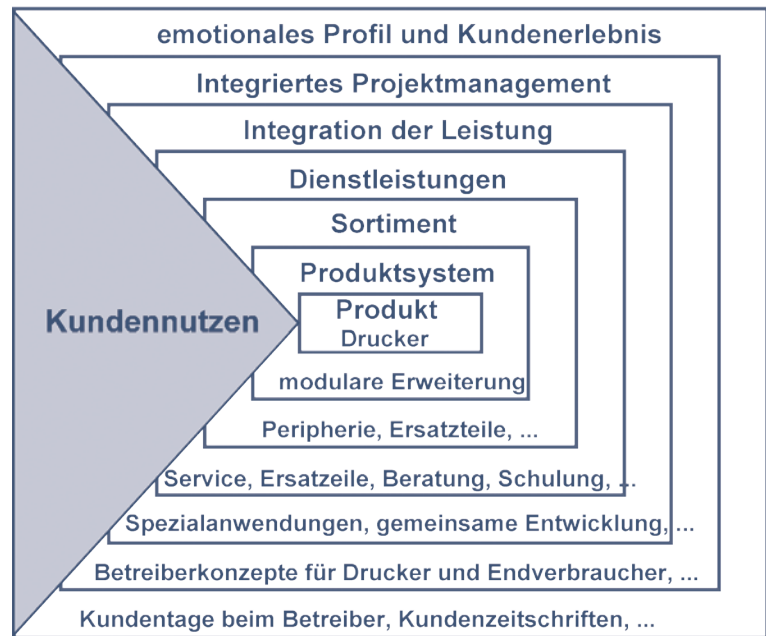 emotionales Profil und Kundenerlebnis
Integriertes Projektmanagement
Integration der Leistung
Dienstleistungen
Sortiment
Produktsystem
Produkt
Kundennutzen
Drucker
modulare Erweiterung
Peripherie, Ersatzteile, ...
Service, Ersatzeile, Beratung, Schulung, ...
Spezialanwendungen, gemeinsame Entwicklung, ...
Betreiberkonzepte für Drucker und Endverbraucher, ...
Kundentage beim Betreiber, Kundenzeitschriften, ...